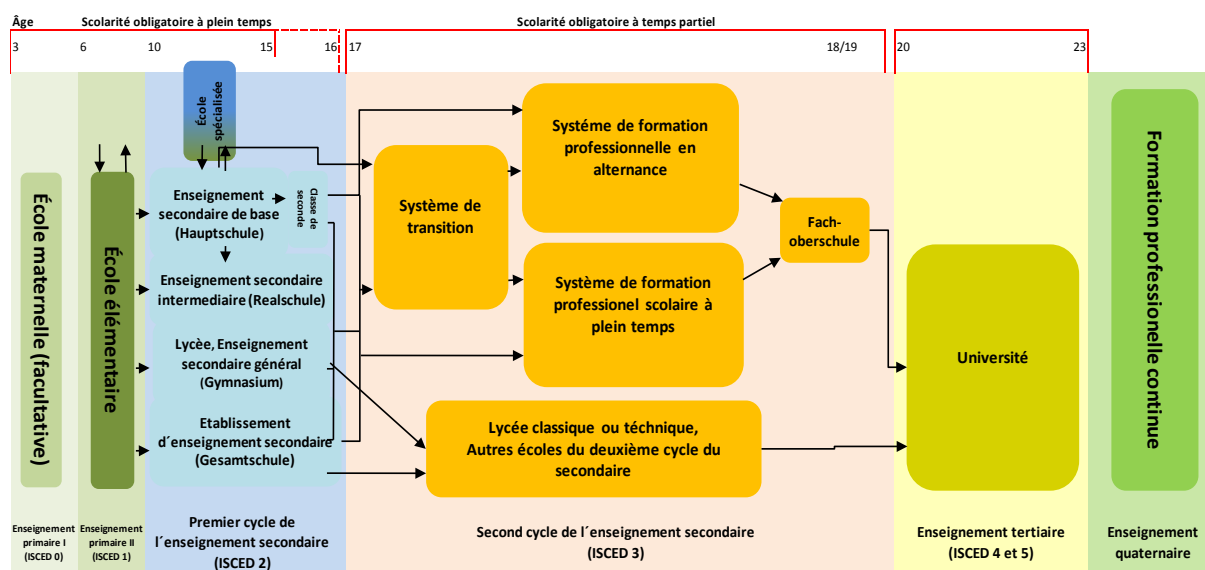 Âge
Scolarité obligatoire à plein temps
Scolarité obligatoire à temps partiel
3
6
10
15
16
17
18/19
20
23
École
spécialisée
École maternelle (facultative)
École élémentaire
Enseignement
secondaire de base
(Hauptschule)
Classe de
seconde
Enseignement secondaire
intermediaire (Realschule)
Lycèe, Enseignement
secondaire général
(Gymnasium)
Etablissement
d´enseignement secondaire
(Gesamtschule)
Système de
transition
Systéme de formation
professionnelle en
alternance
Système de formation
professionel scolaire à
plein temps
Fach-
oberschule
Lycée classique ou téchnique,
Autres écoles du deuxième cycle du
secondaire
Université
Formation professionelle continue
Enseignement
primaire I
(ISCED 0)
Enseignement
primaire II
(ISCED 1)
Premier cycle de
l´enseignement secondaire
(ISCED 2)
Second cycle de l´enseignement secondaire
(ISCED 3)
Enseignement tertiaire
(ISCED 4 et 5)
Enseignement
quaternaire